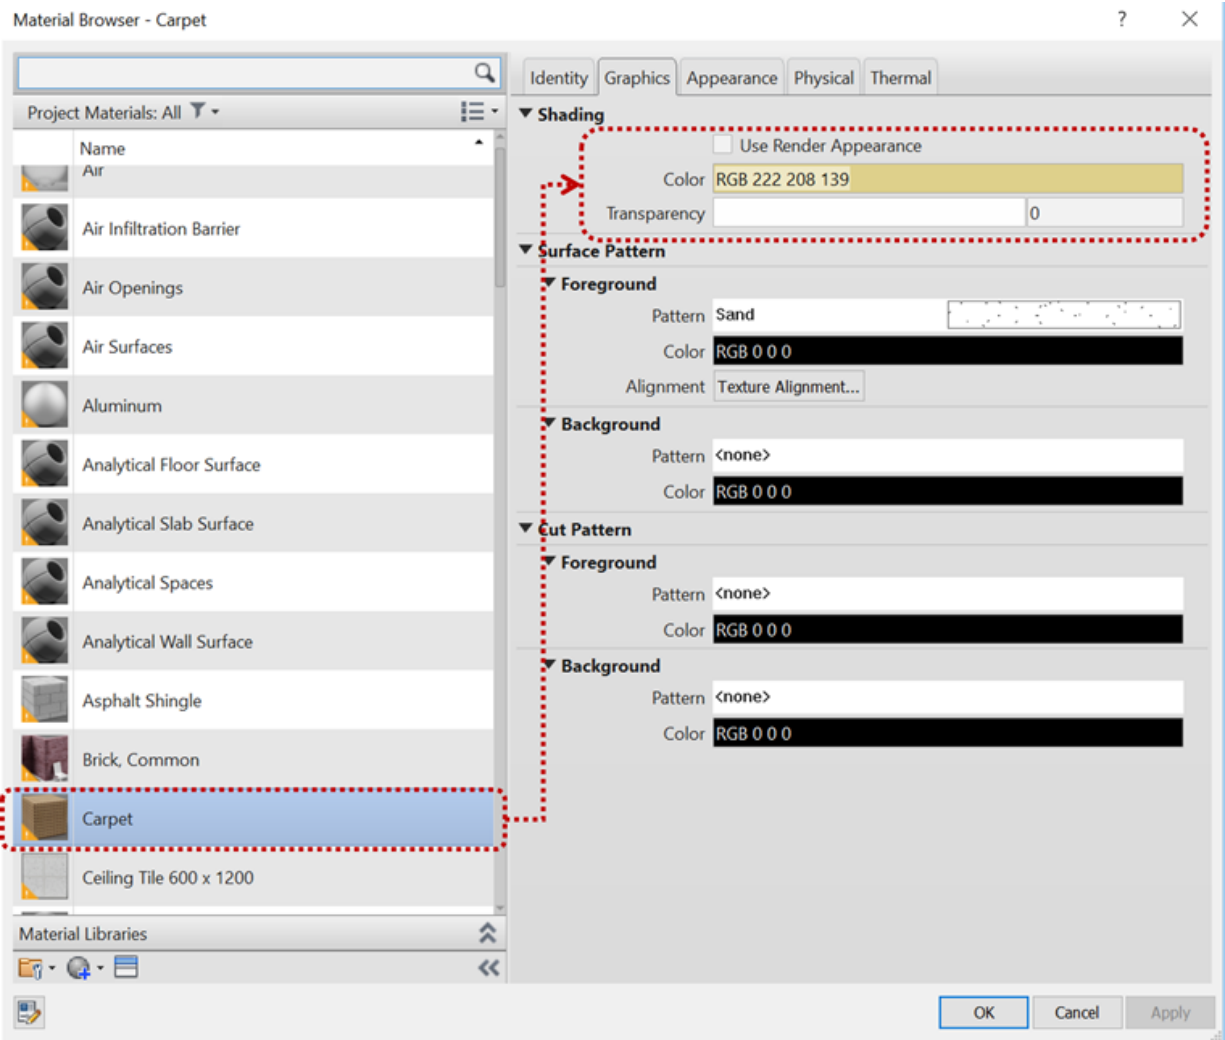 Material Browser - Carpet
?
Project Materials: All
Name
Air
Air Infiltration Barrier
Air Openings
Air Surfaces
Aluminum
Analytical Floor Surface
Analytical Slab Surface
Analytical Spaces
Analytical Wall Surface
Asphalt Shingle
Brick, Common
Carpet
Ceiling Tile 600 x 1200
Material Libraries
Identity Graphics Appearance Physical Thermal
Shading
Use Render Appearance
Color RGB 222 208 139
Transparency 0
Surface Pattern
Foreground
Pattern Sand
Color RGB 0 0 0
Alignment Texture Alignment...
Background
Pattern <none>
Color RGB 0 0 0
Cut Pattern
Foreground
Pattern <none>
Color RGB 0 0 0
Background
Pattern <none>
Color RGB 0 0 0
OK Cancel Apply